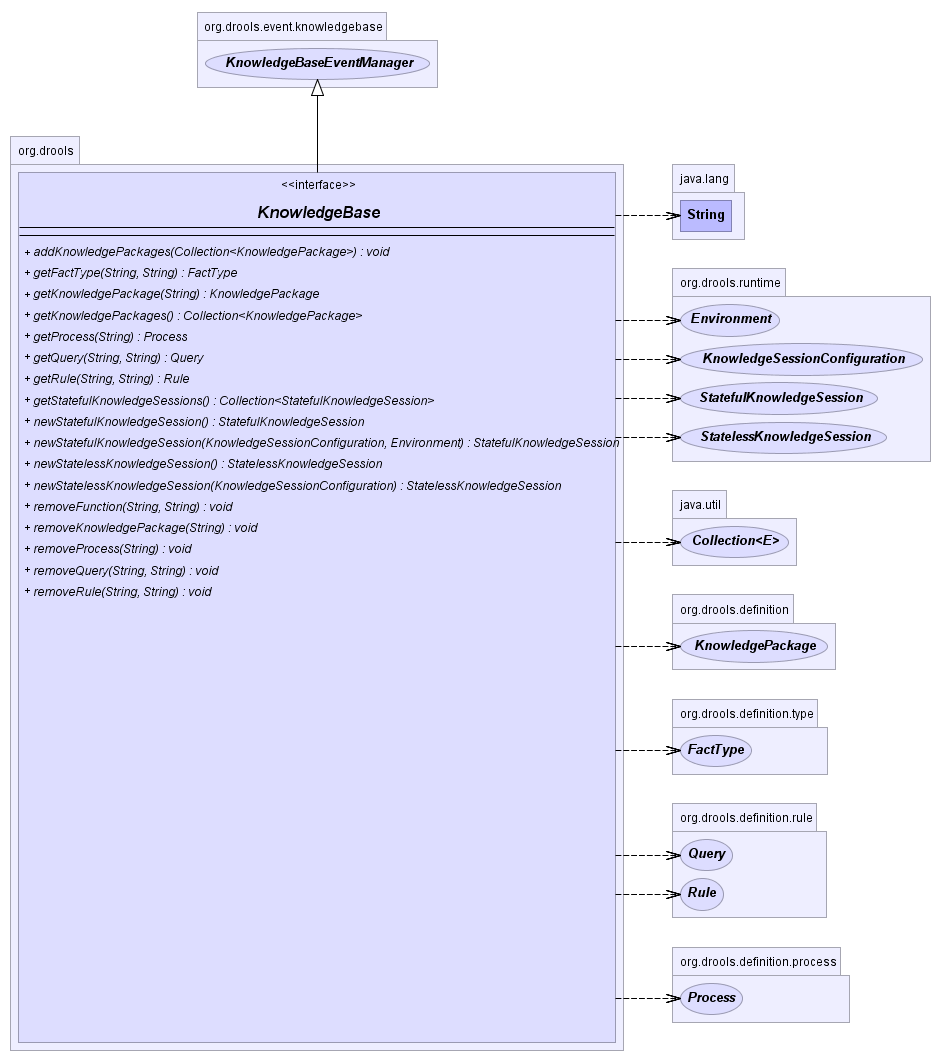 org.drools.event.knowledgebase
KnowledgeBaseEventManager
org.drools
<<interface>>
KnowledgeBase
+ addKnowledgePackages(Collection<KnowledgePackage>) : void
+ getFactType(String, String) : FactType
+ getKnowledgePackage(String) : KnowledgePackage
+ getKnowledgePackages() : Collection<KnowledgePackage>
+ getProcess(String) : Process
+ getQuery(String, String) : Query
+ getRule(String, String) : Rule
+ getStatefulKnowledgeSessions() : Collection<StatefulKnowledgeSession>
+ newStatefulKnowledgeSession() : StatefulKnowledgeSession
+ newStatefulKnowledgeSession(KnowledgeSessionConfiguration, Environment) : StatefulKnowledgeSession
+ newStatelessKnowledgeSession() : StatelessKnowledgeSession
+ newStatelessKnowledgeSession(KnowledgeSessionConfiguration) : StatelessKnowledgeSession
+ removeFunction(String, String) : void
+ removeKnowledgePackage(String) : void
+ removeProcess(String) : void
+ removeQuery(String, String) : void
+ removeRule(String, String) : void
java.lang
String
org.drools.runtime
Environment
KnowledgeSessionConfiguration
StatefulKnowledgeSession
StatelessKnowledgeSession
java.util
Collection<E>
org.drools.definition
KnowledgePackage
org.drools.definition.type
FactType
org.drools.definition.rule
Query
Rule
org.drools.definition.process
Process